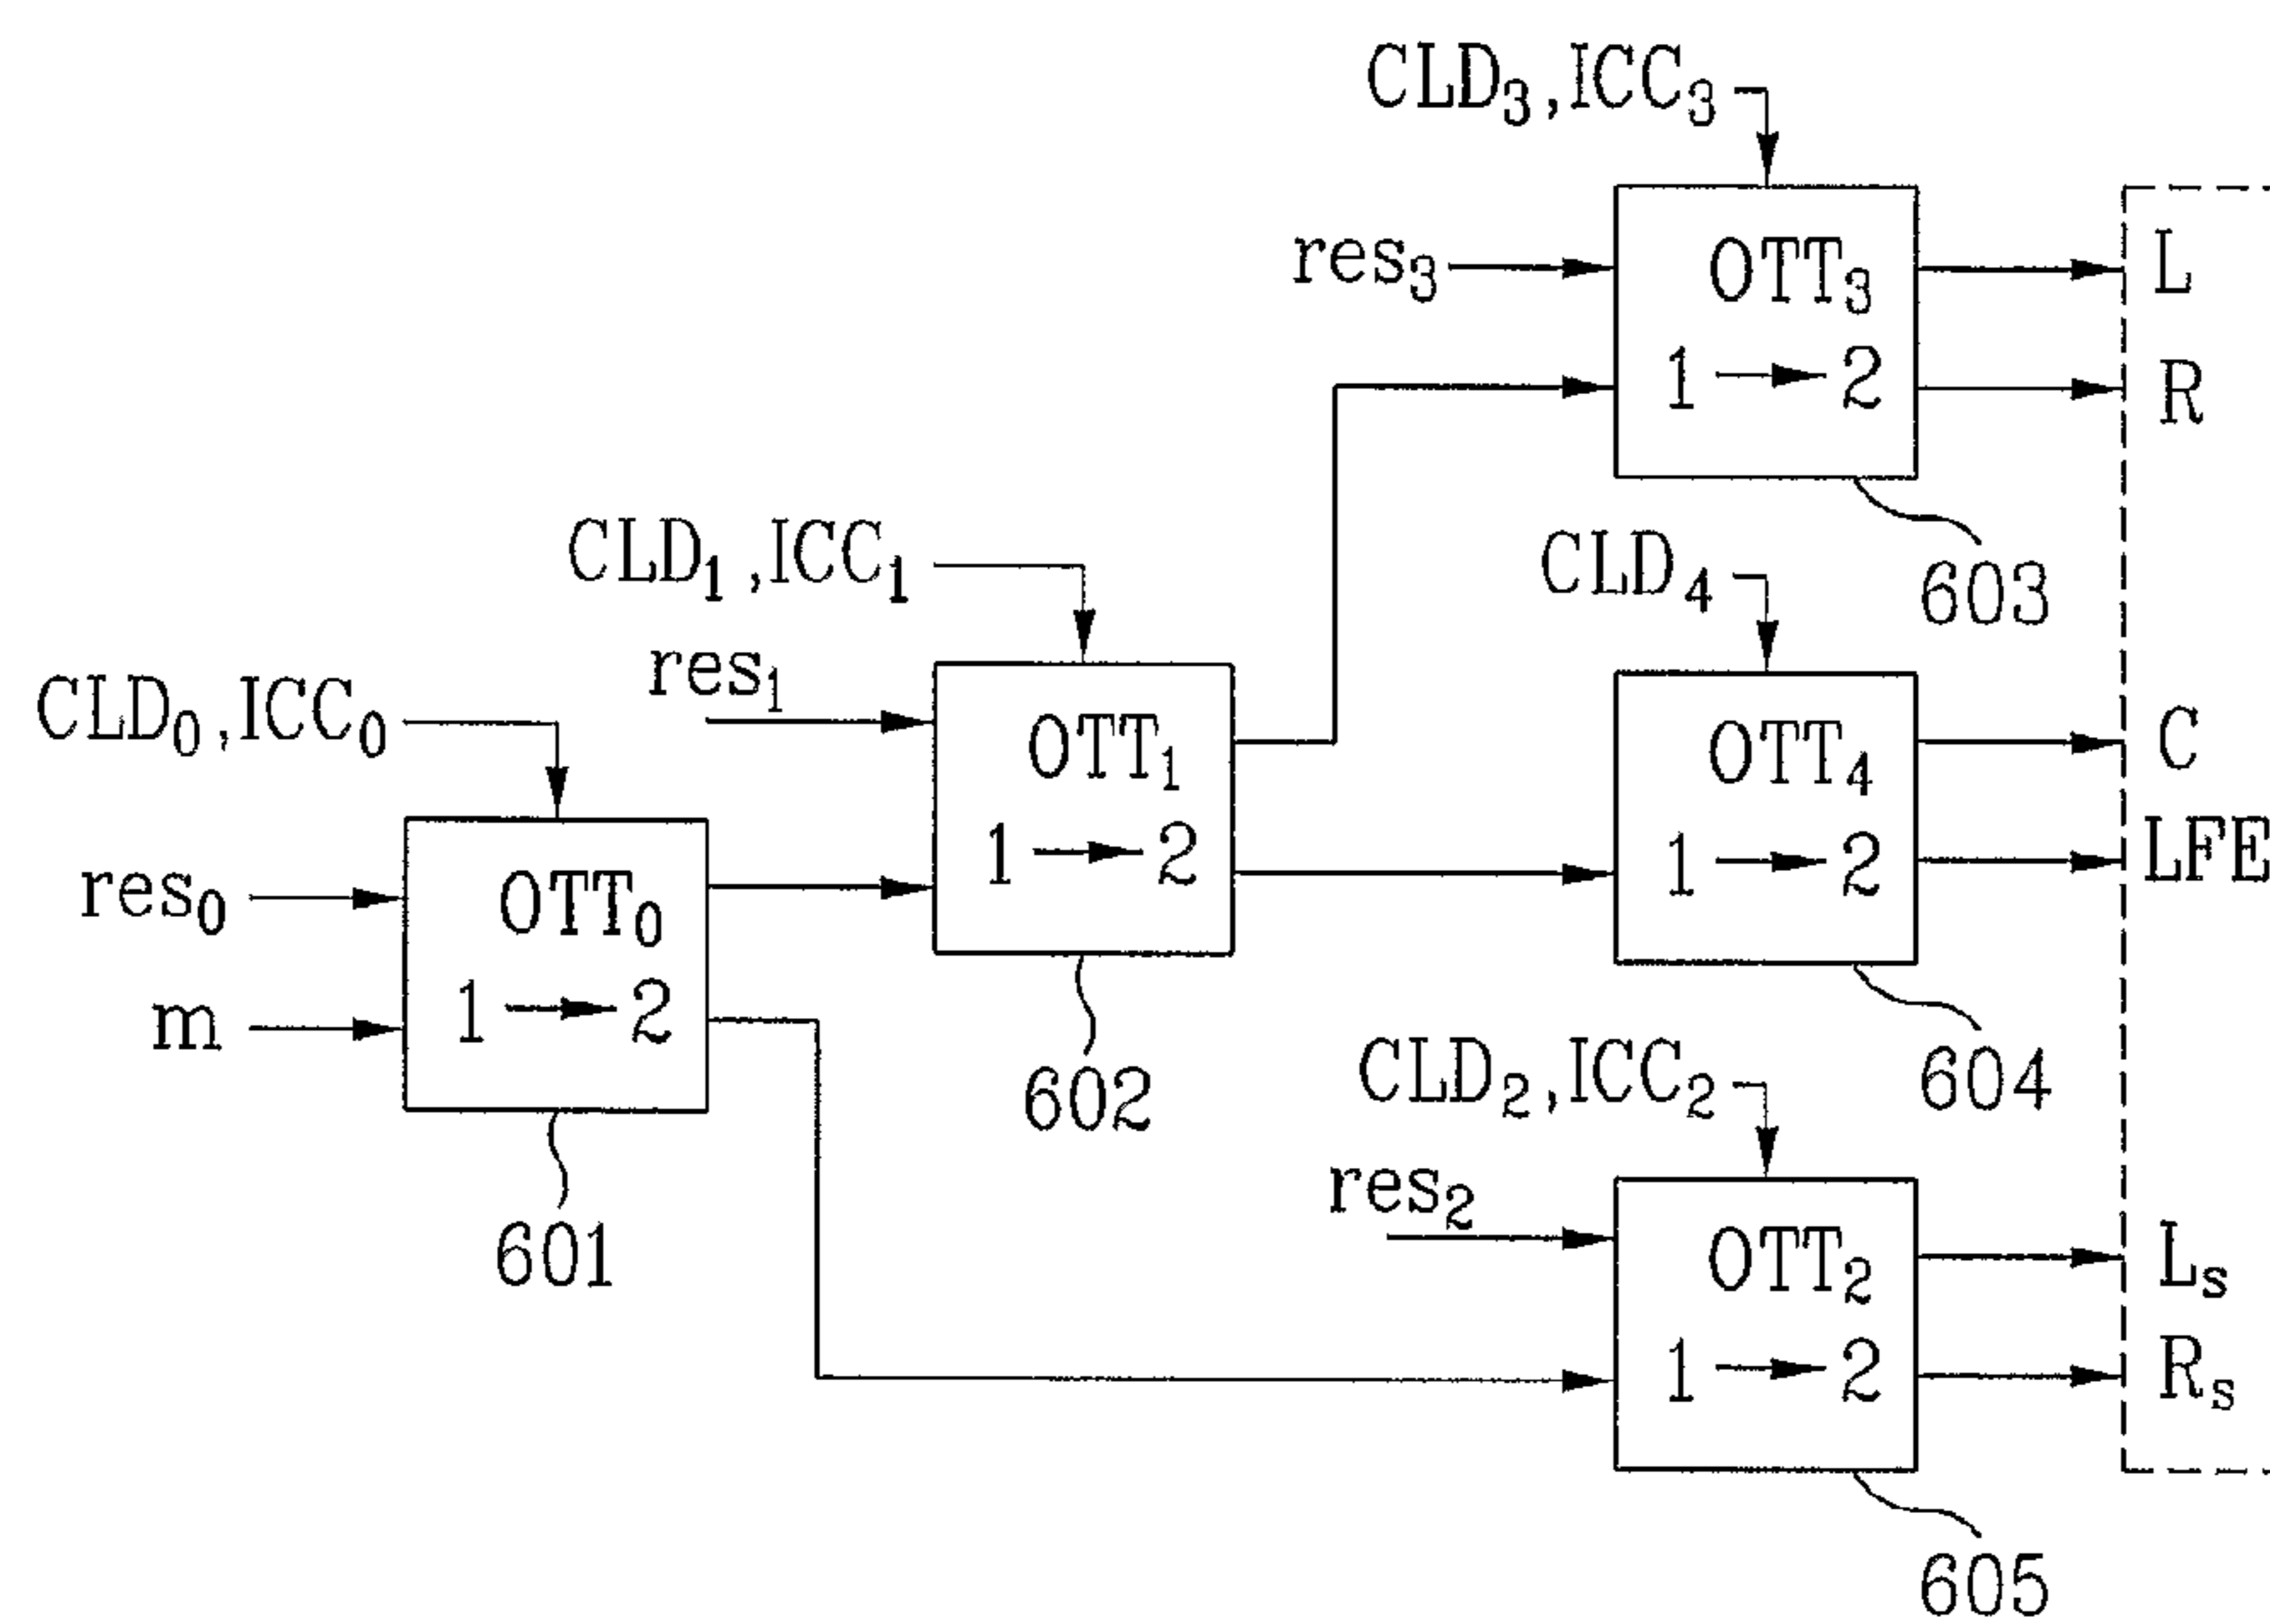 CLD₃,ICC₃
res₃
OTT₃
1 → 2
L
R
603
CLD₁,ICC₁
res₁
OTT₁
1 → 2
602
CLD₄
OTT₄
1 → 2
C
LFE
604
CLD₀,ICC₀
res₀
m
OTT₀
1 → 2
601
CLD₂,ICC₂
res₂
OTT₂
1 → 2
Lₛ
Rₛ
605